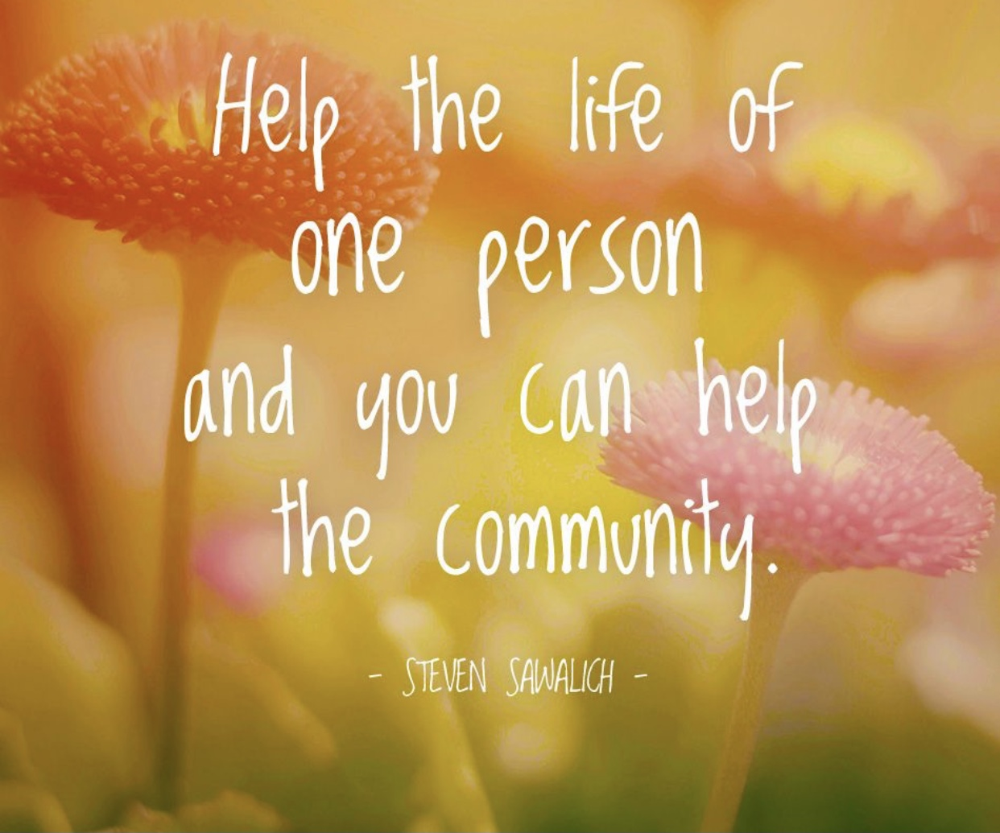 Help the life of
one person
and you can help
the community.
- STEVEN SAWALICH -